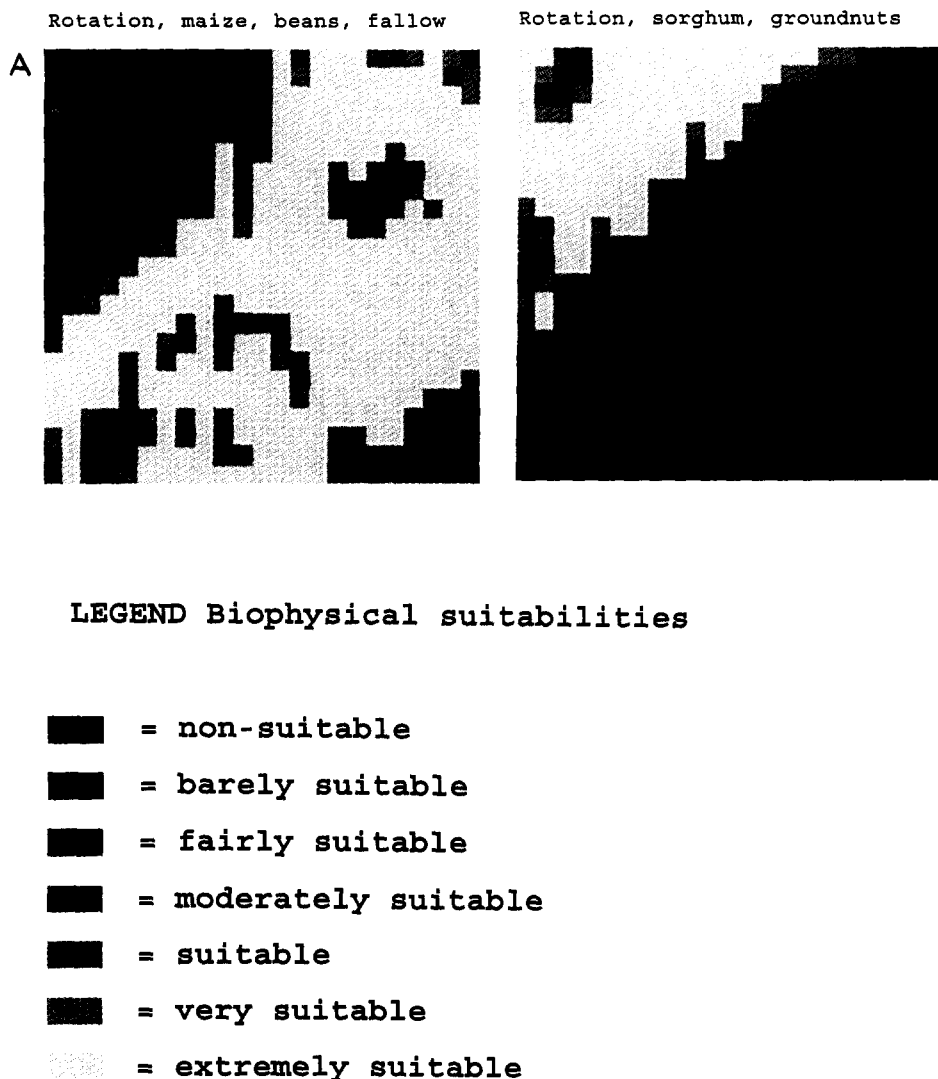 Rotation, maize, beans, fallow
Rotation, sorghum, groundnuts
A
LEGEND Biophysical suitabilities
= non-suitable
= barely suitable
= fairly suitable
= moderately suitable
= suitable
= very suitable
= extremely suitable